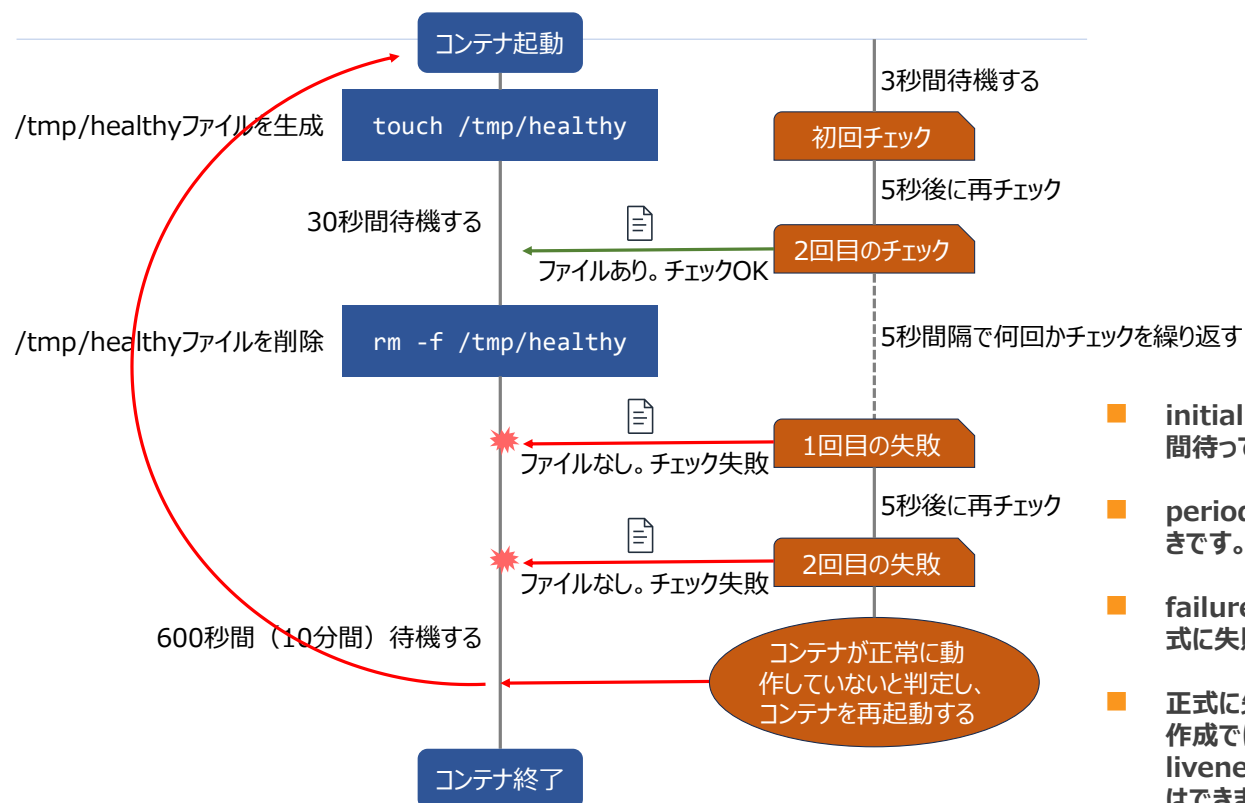 コンテナ起動
3秒間待機する
/tmp/healthyファイルを生成
touch /tmp/healthy
初回チェック
5秒後に再チェック
30秒間待機する
2回目のチェック
ファイルあり。チェックOK
/tmp/healthyファイルを削除
rm -f /tmp/healthy
5秒間隔で何回かチェックを繰り返す
1回目の失敗
ファイルなし。チェック失敗
5秒後に再チェック
2回目の失敗
ファイルなし。チェック失敗
600秒間（10分間）待機する
コンテナが正常に動
作していないと判定し、
コンテナを再起動する
コンテナ終了
initial
間待って
period
きです。
failure
式に失敗
正式に
作成では
livene
はできま